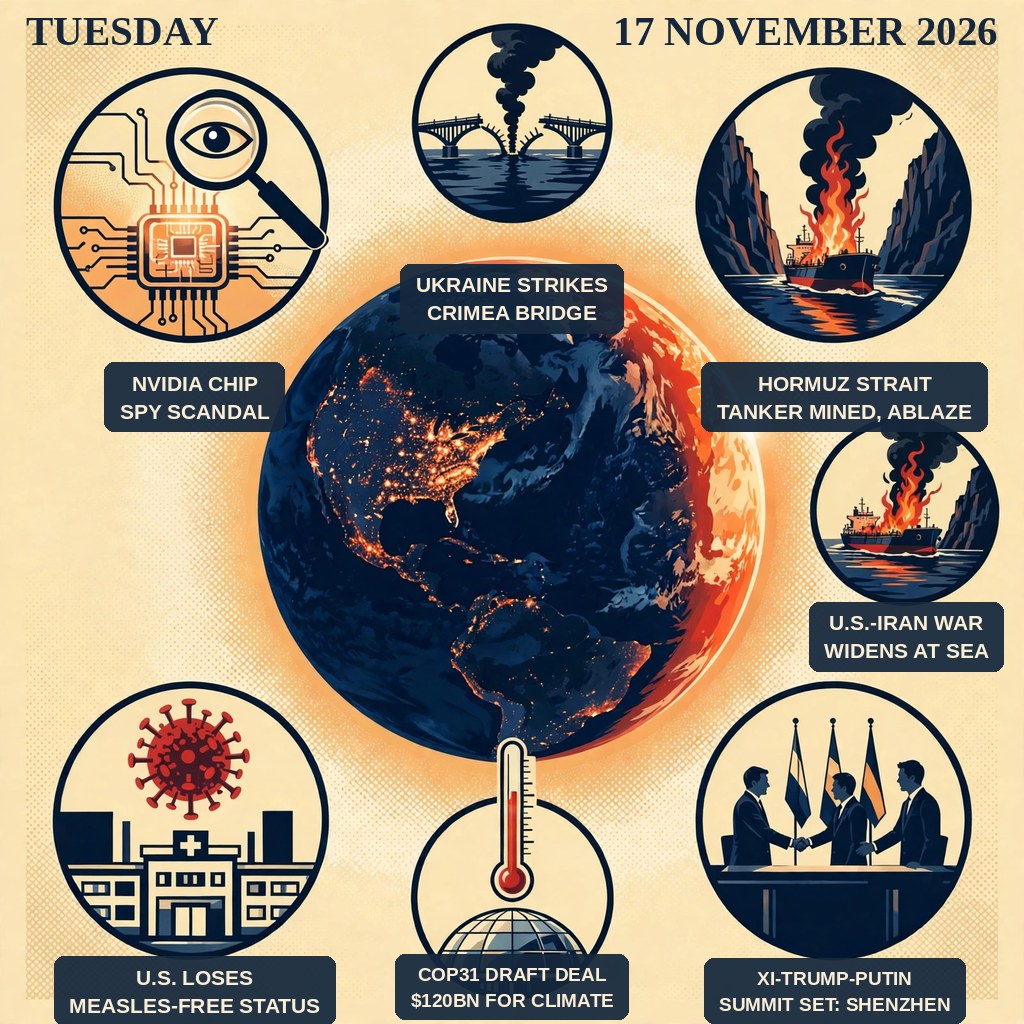 TUESDAY
17 NOVEMBER 2026
UKRAINE STRIKES
CRIMEA BRIDGE
NVIDIA CHIP
SPY SCANDAL
HORMUZ STRAIT
TANKER MINED, ABLAZE
U.S.-IRAN WAR
WIDENS AT SEA
U.S. LOSES
MEASLES-FREE STATUS
COP31 DRAFT DEAL
$120BN FOR CLIMATE
XI-TRUMP-PUTIN
SUMMIT SET: SHENZHEN